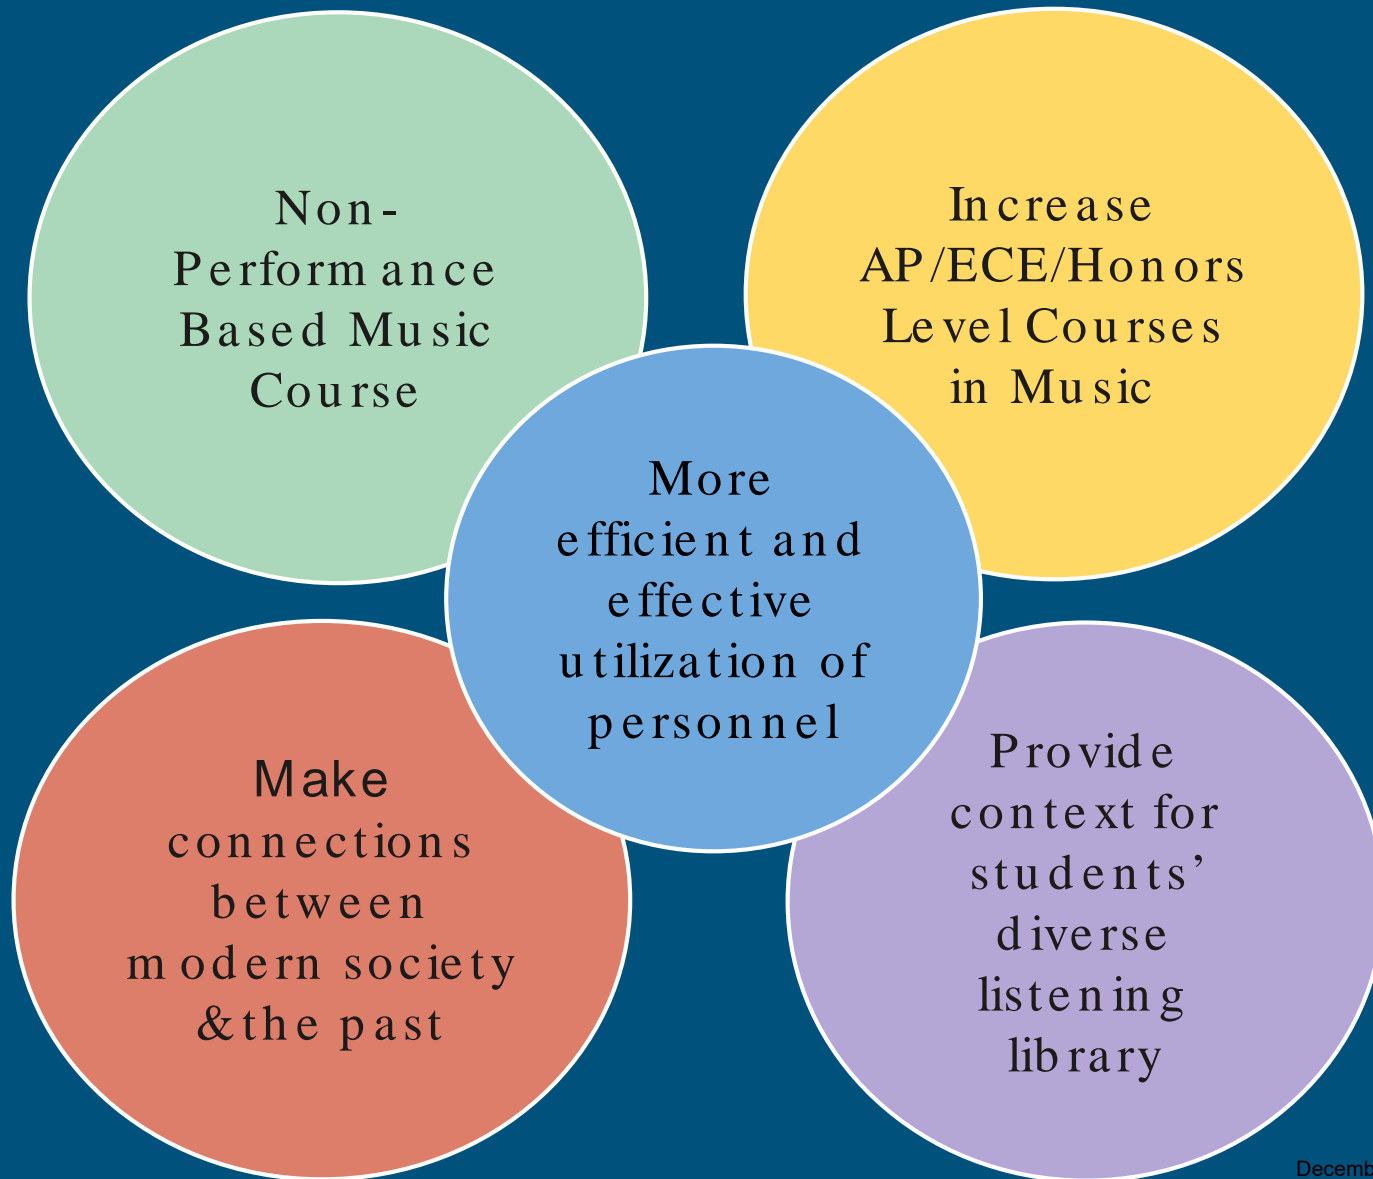 Non-
Performance
Based Music
Course
Increase
AP/ECE/Honors
Level Courses
in Music
More
efficient and
effective
utilization of
personnel
Make
connections
between
modern society
&the past
Provide
context for
students’
diverse
listening
library
Decemb